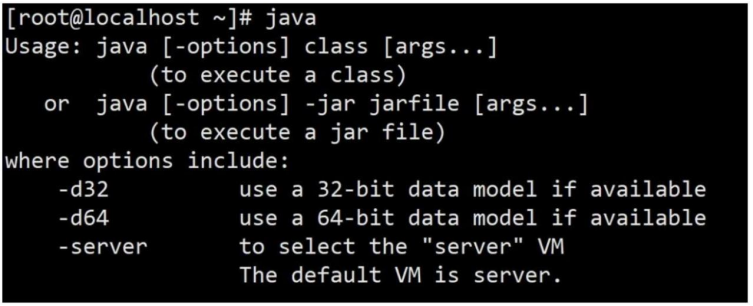 [root@localhost ~]# java
Usage: java [-options] class [args...]
(to execute a class)
or java [-options] -jar jarfile [args...]
(to execute a jar file)
where options include:
-d32 use a 32-bit data model if available
-d64 use a 64-bit data model if available
-server to select the "server" VM
The default VM is server.